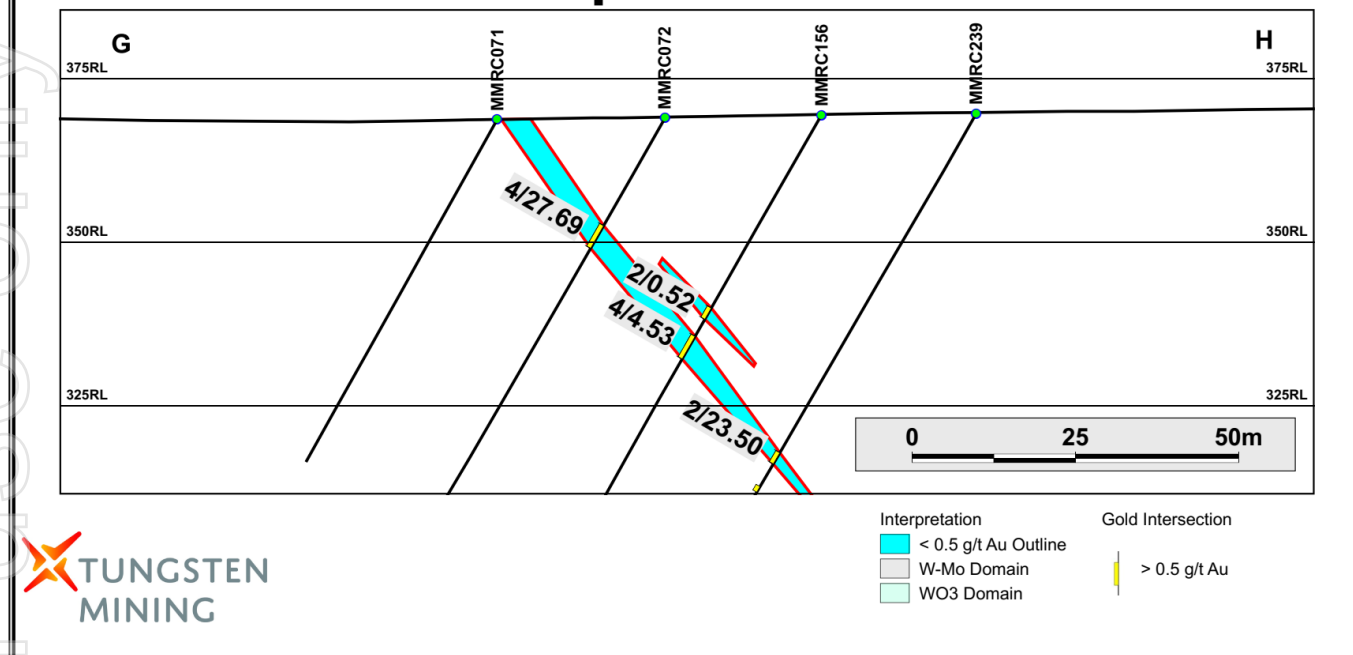 G
H
MMRC071
MMRC072
MMRC156
MMRC239
375RL
375RL
4/27.69
350RL
350RL
2/0.52
4/4.53
325RL
325RL
2/23.50
0 25 50m
Interpretation
Gold Intersection
< 0.5 g/t Au Outline
> 0.5 g/t Au
W-Mo Domain
WO3 Domain
TUNGSTEN
MINING